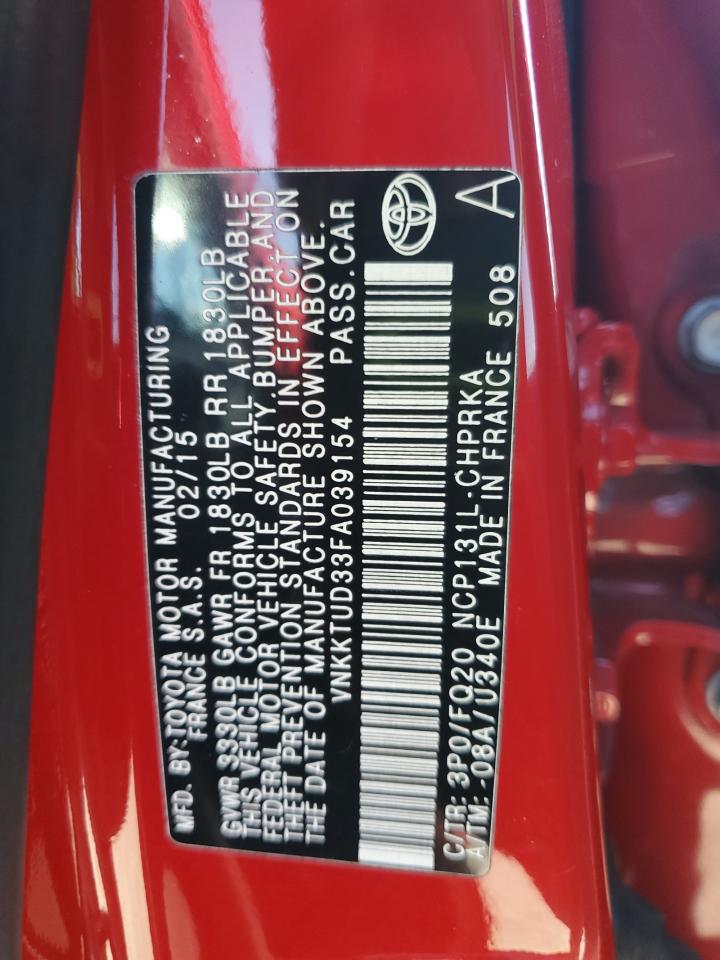 MFD. BY:TOYOTA MOTOR MANUFACTURING
FRANCE S.A.S. 02/15
GVWR 3330LB GAWR FR 1830LB RR 1830LB
THIS VEHICLE CONFORMS TO ALL APPLICABLE
FEDERAL MOTOR VEHICLE SAFETY,BUMPER,AND
THEFT PREVENTION STANDARDS IN EFFECT ON
THE DATE OF MANUFACTURE SHOWN ABOVE.
VNKKTUD33FA039154 PASS.CAR
C/TR: 3P0/FQ20 NCP131L-CHPRKA
A/TM: -08A/U340E MADE IN FRANCE 508
A